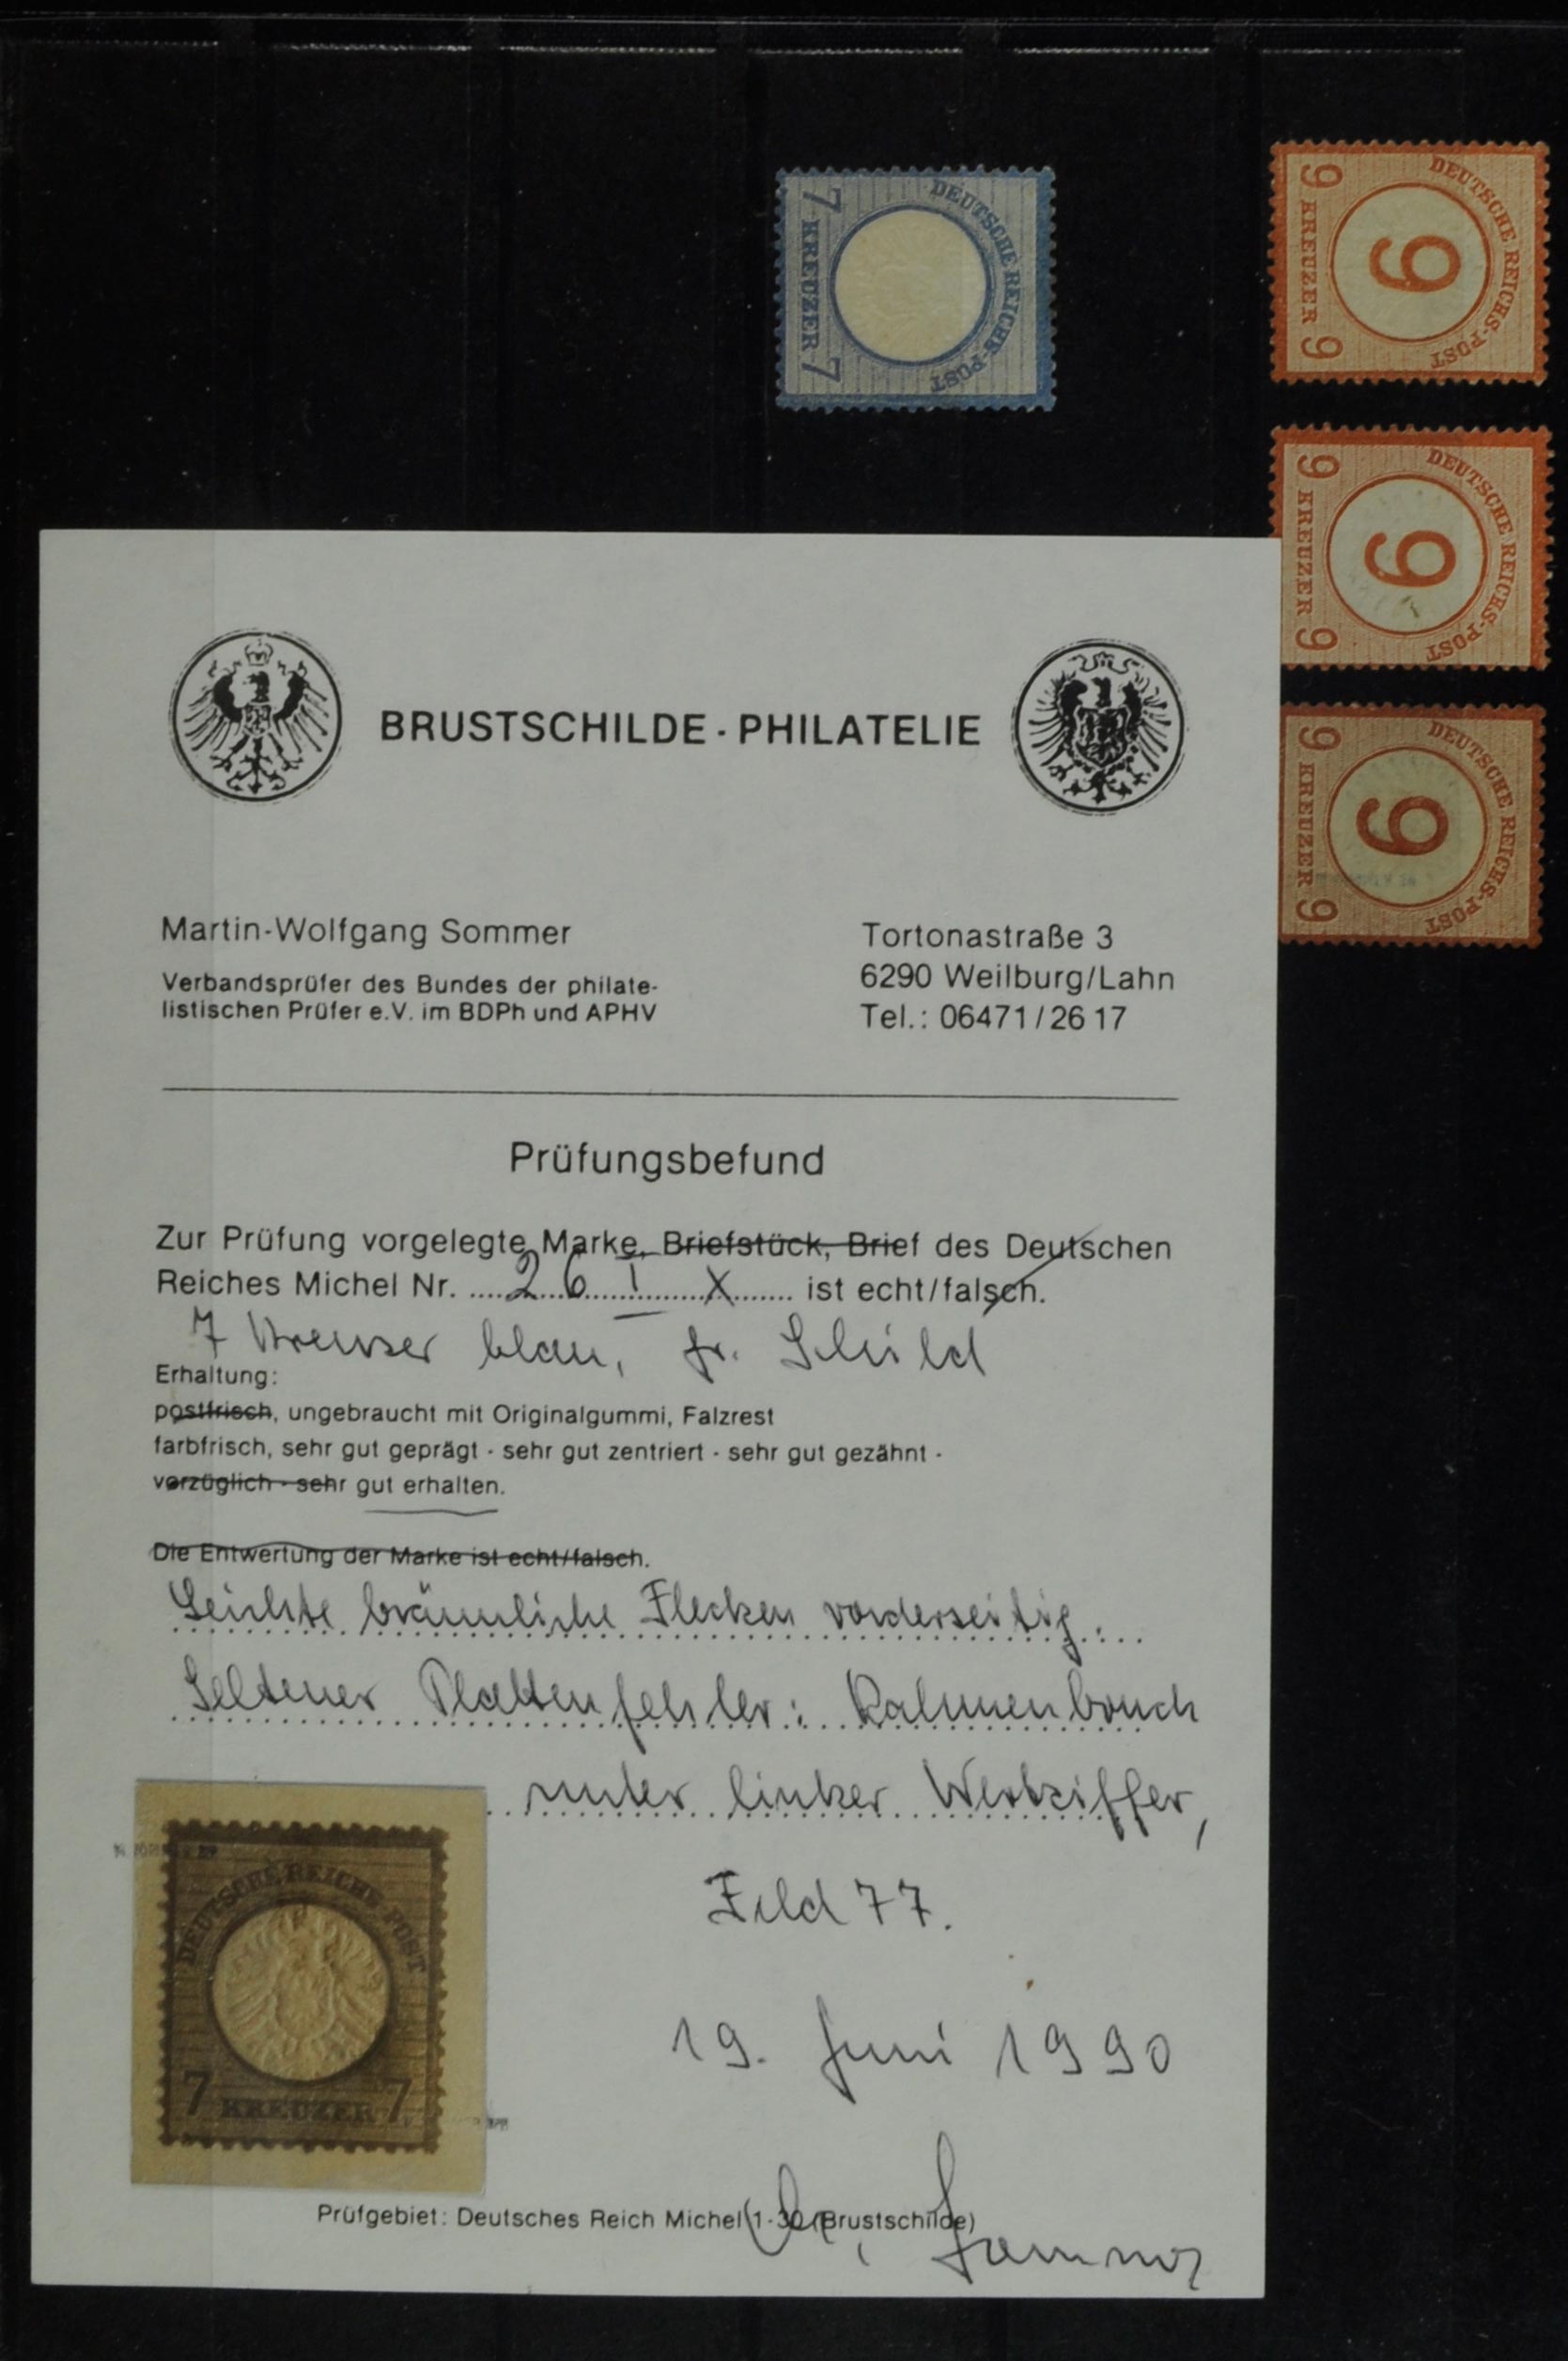 DEUTSCHE REICHS-POST
7 KREUZER 7
DEUTSCHE REICHS-POST
9
9 KREUZER 9
DEUTSCHE REICHS-POST
9
9 KREUZER 9
DEUTSCHE REICHS-POST
9
9 KREUZER 9
BRUSTSCHILDE - PHILATELIE
Martin-Wolfgang Sommer
Verbandsprüfer des Bundes der philate-
listischen Prüfer e.V. im BDPh und APHV
Tortonastraße 3
6290 Weilburg/Lahn
Tel.: 06471/26 17
Prüfungsbefund
Zur Prüfung vorgelegte Marke, Briefstück, Brief des Deutschen
Reiches Michel Nr. 26 I X ist echt/falsch.
7 Kreuzer blau, gr. Schild
Erhaltung:
postfrisch, ungebraucht mit Originalgummi, Falzrest
farbfrisch, sehr gut geprägt - sehr gut zentriert - sehr gut gezähnt -
vorzüglich - sehr gut erhalten.
Die Entwertung der Marke ist echt/falsch.
Leichte bräunliche Flecken vorderseitig.
Seltener Plattenfehler: Rahmenbruch
unter linker Wertziffer,
Feld 77.
19. Juni 1990
DEUTSCHE REICHS-POST
7 KREUZER 7
Prüfgebiet: Deutsches Reich Michel 1-30 (Brustschilde)
Sommer